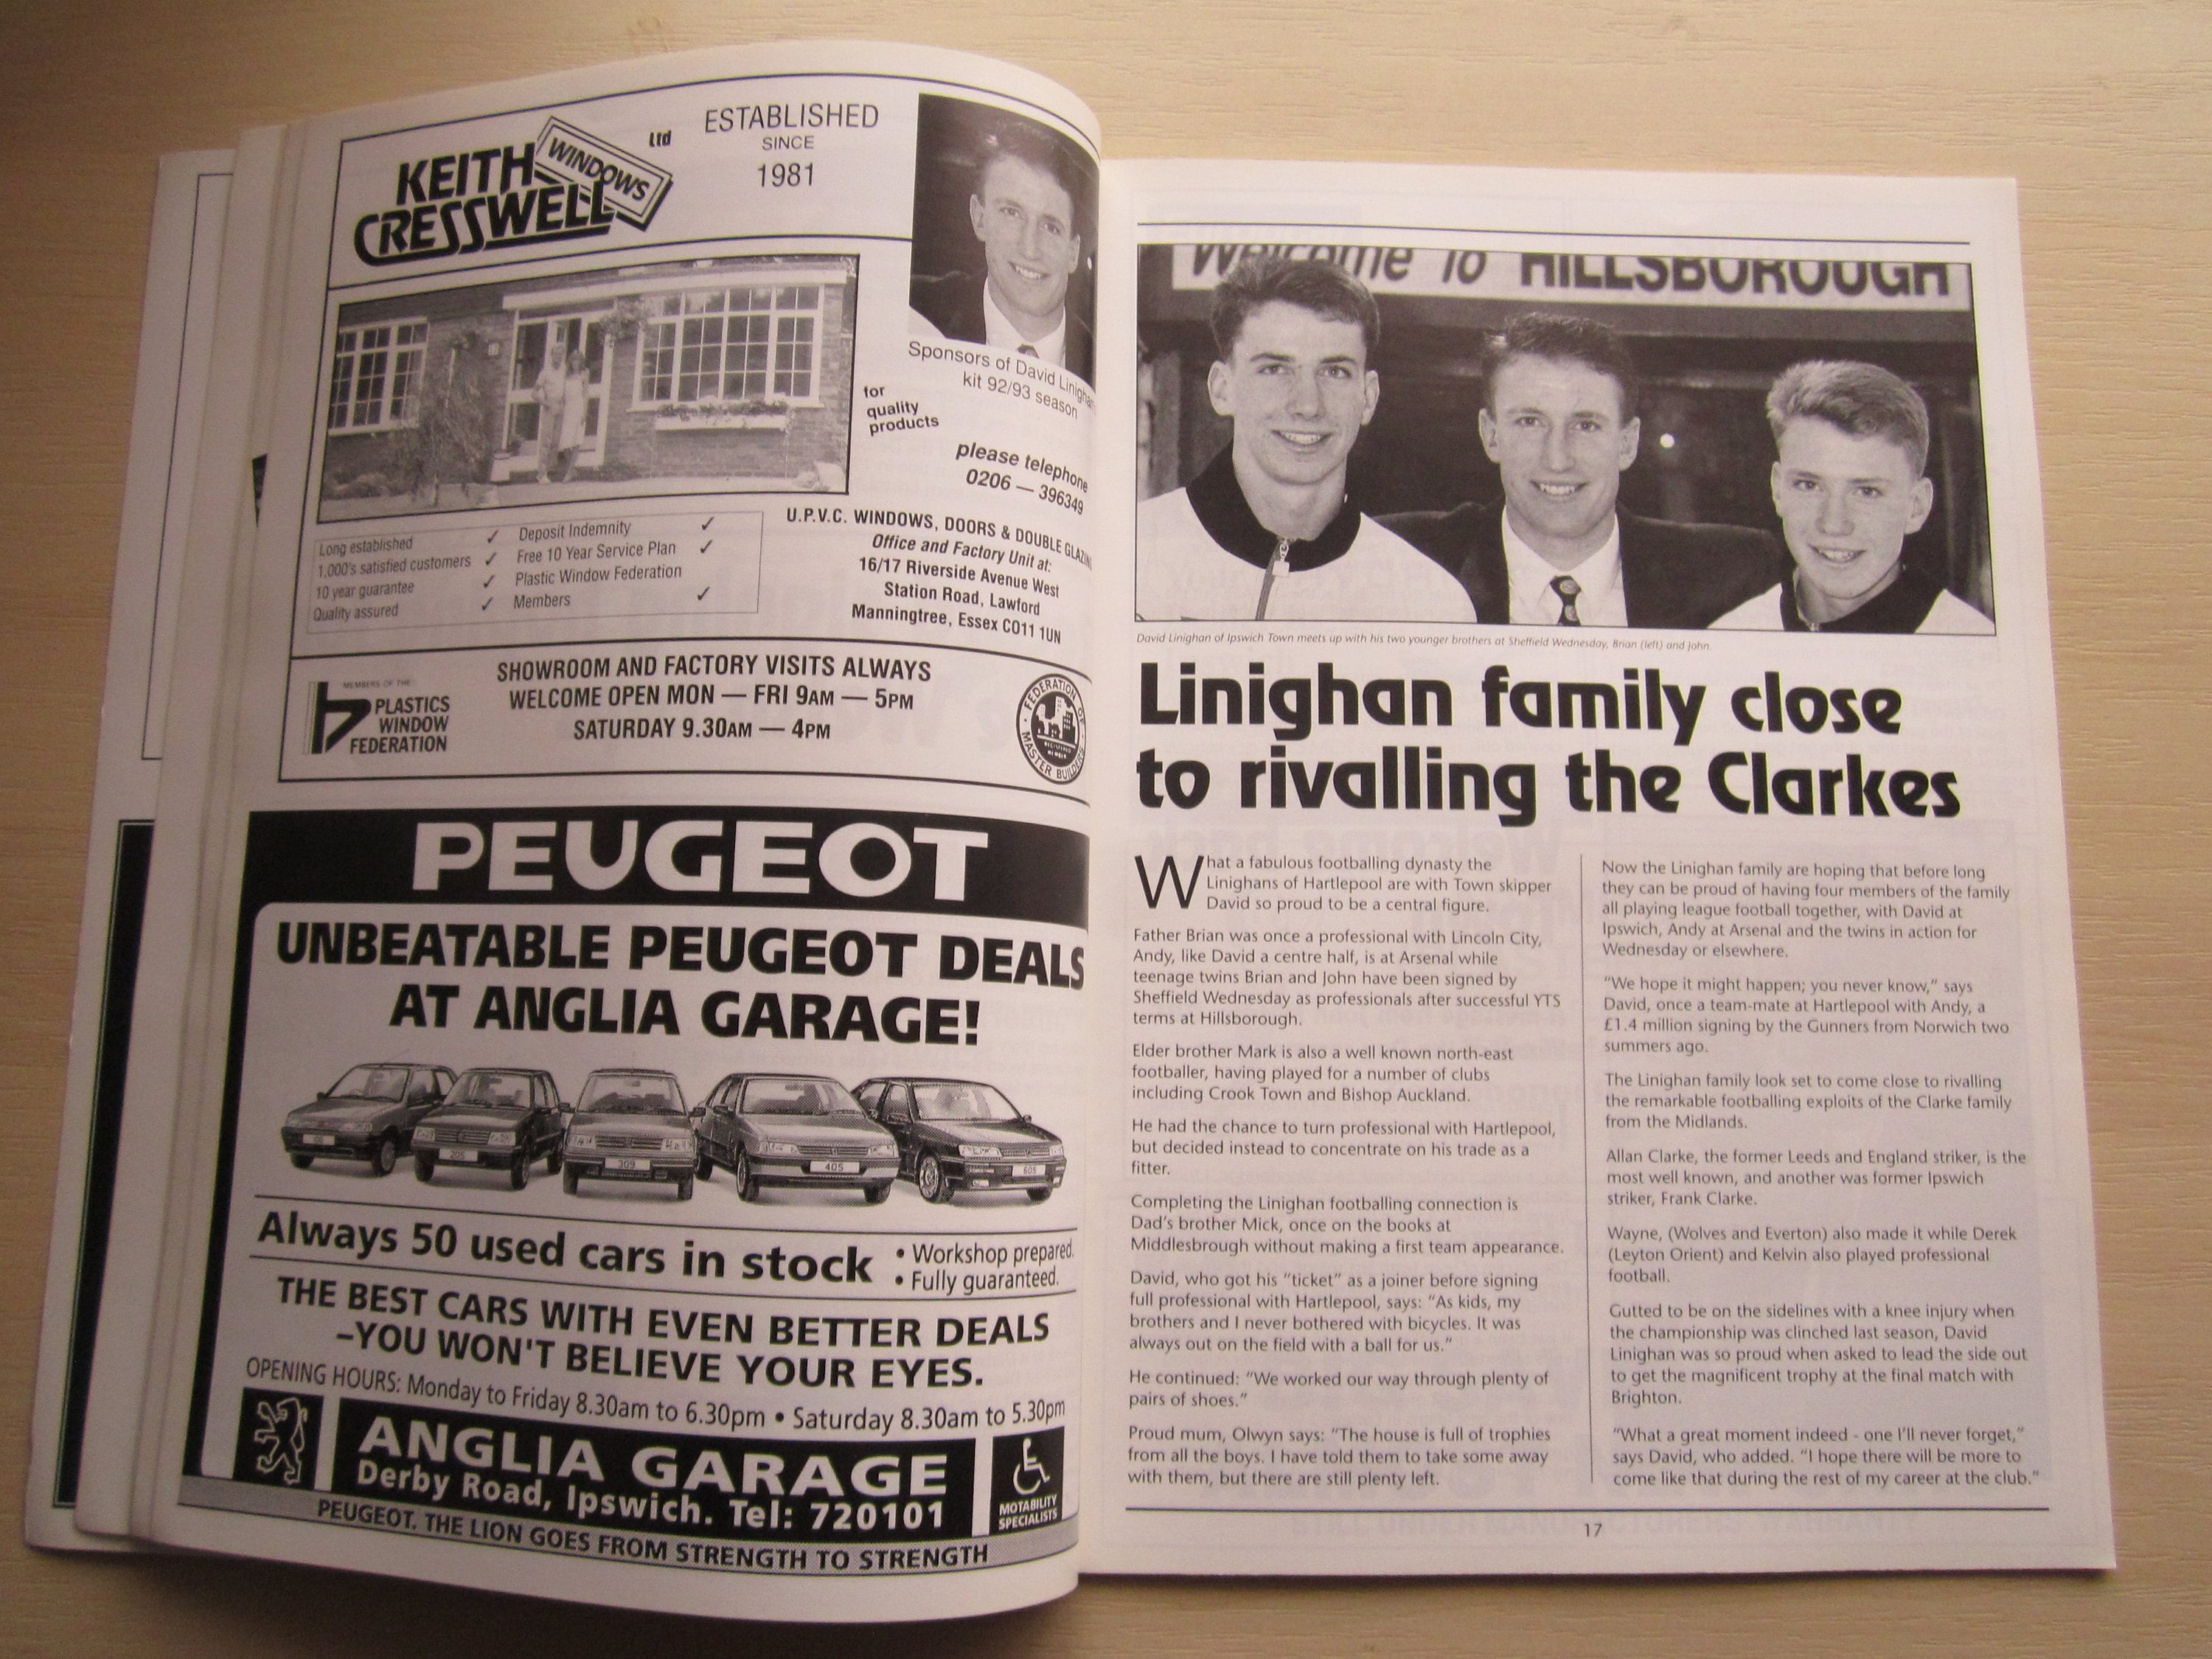 KEITH
CRESSWELL
WINDOWS
Ltd
ESTABLISHED
SINCE
1981
Sponsors of David Linighan
kit 92/93 season
for
quality
products
please telephone
0206 — 396349
Long established ✓
1,000's satisfied customers ✓
10 year guarantee ✓
Quality assured ✓
Deposit Indemnity ✓
Free 10 Year Service Plan ✓
Plastic Window Federation
Members ✓
U.P.V.C. WINDOWS, DOORS & DOUBLE GLAZIN
Office and Factory Unit at:
16/17 Riverside Avenue West
Station Road, Lawford
Manningtree, Essex CO11 1UN
MEMBERS OF THE
PLASTICS
WINDOW
FEDERATION
SHOWROOM AND FACTORY VISITS ALWAYS
WELCOME OPEN MON — FRI 9AM — 5PM
SATURDAY 9.30AM — 4PM
FEDERATION OF
MASTER BUILDERS
PEUGEOT
UNBEATABLE PEUGEOT DEALS
AT ANGLIA GARAGE!
205
309
405
605
Always 50 used cars in stock
• Workshop prepared.
• Fully guaranteed.
THE BEST CARS WITH EVEN BETTER DEALS
–YOU WON'T BELIEVE YOUR EYES.
OPENING HOURS: Monday to Friday 8.30am to 6.30pm • Saturday 8.30am to 5.30pm
ANGLIA GARAGE
Derby Road, Ipswich. Tel: 720101
MOTABILITY
SPECIALISTS
PEUGEOT. THE LION GOES FROM STRENGTH TO STRENGTH
Welcome to HILLSBOROUGH
David Linighan of Ipswich Town meets up with his two younger brothers at Sheffield Wednesday, Brian (left) and John.
Linighan family close
to rivalling the Clarkes
What a fabulous footballing dynasty the
Linighans of Hartlepool are with Town skipper
David so proud to be a central figure.
Father Brian was once a professional with Lincoln City,
Andy, like David a centre half, is at Arsenal while
teenage twins Brian and John have been signed by
Sheffield Wednesday as professionals after successful YTS
terms at Hillsborough.
Elder brother Mark is also a well known north-east
footballer, having played for a number of clubs
including Crook Town and Bishop Auckland.
He had the chance to turn professional with Hartlepool,
but decided instead to concentrate on his trade as a
fitter.
Completing the Linighan footballing connection is
Dad's brother Mick, once on the books at
Middlesbrough without making a first team appearance.
David, who got his "ticket" as a joiner before signing
full professional with Hartlepool, says: "As kids, my
brothers and I never bothered with bicycles. It was
always out on the field with a ball for us."
He continued: "We worked our way through plenty of
pairs of shoes."
Proud mum, Olwyn says: "The house is full of trophies
from all the boys. I have told them to take some away
with them, but there are still plenty left.
Now the Linighan family are hoping that before long
they can be proud of having four members of the family
all playing league football together, with David at
Ipswich, Andy at Arsenal and the twins in action for
Wednesday or elsewhere.
"We hope it might happen; you never know," says
David, once a team-mate at Hartlepool with Andy, a
£1.4 million signing by the Gunners from Norwich two
summers ago.
The Linighan family look set to come close to rivalling
the remarkable footballing exploits of the Clarke family
from the Midlands.
Allan Clarke, the former Leeds and England striker, is the
most well known, and another was former Ipswich
striker, Frank Clarke.
Wayne, (Wolves and Everton) also made it while Derek
(Leyton Orient) and Kelvin also played professional
football.
Gutted to be on the sidelines with a knee injury when
the championship was clinched last season, David
Linighan was so proud when asked to lead the side out
to get the magnificent trophy at the final match with
Brighton.
"What a great moment indeed - one I'll never forget,"
says David, who added. "I hope there will be more to
come like that during the rest of my career at the club."
17